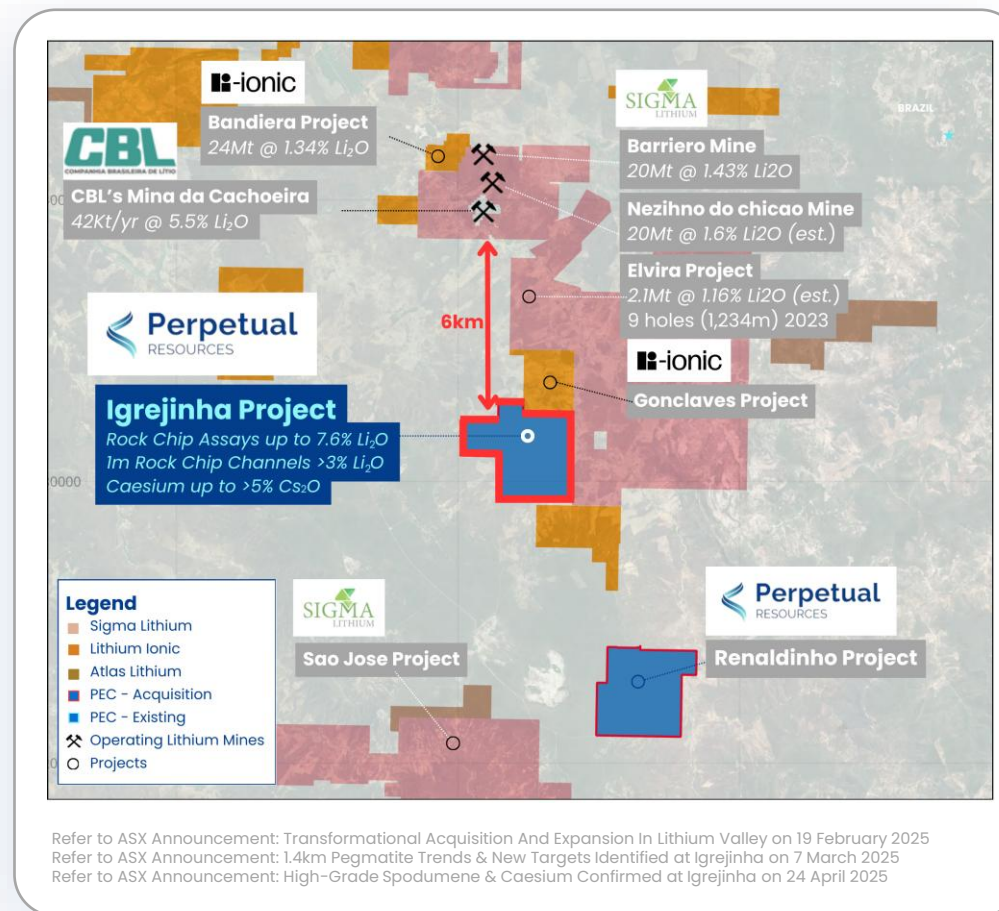 BRAZIL
-ionic
Bandiera Project
24Mt @ 1.34% Li₂O
CBL
COMPANHIA BRASILEIRA DE LÍTIO
CBL's Mina da Cachoeira
42Kt/yr @ 5.5% Li₂O
SIGMA
LITHIUM
Barriero Mine
20Mt @ 1.43% Li2O
Nezihno do chicao Mine
20Mt @ 1.6% Li2O (est.)
Elvira Project
2.1Mt @ 1.16% Li2O (est.)
9 holes (1,234m) 2023
6km
Perpetual
RESOURCES
-ionic
Gonclaves Project
Igrejinha Project
Rock Chip Assays up to 7.6% Li₂O
1m Rock Chip Channels >3% Li₂O
Caesium up to >5% Cs₂O
Legend
Sigma Lithium
Lithium Ionic
Atlas Lithium
PEC - Acquisition
PEC - Existing
Operating Lithium Mines
Projects
SIGMA
LITHIUM
Sao Jose Project
Perpetual
RESOURCES
Renaldinho Project
Refer to ASX Announcement: Transformational Acquisition And Expansion In Lithium Valley on 19 February 2025
Refer to ASX Announcement: 1.4km Pegmatite Trends & New Targets Identified at Igrejinha on 7 March 2025
Refer to ASX Announcement: High-Grade Spodumene & Caesium Confirmed at Igrejinha on 24 April 2025